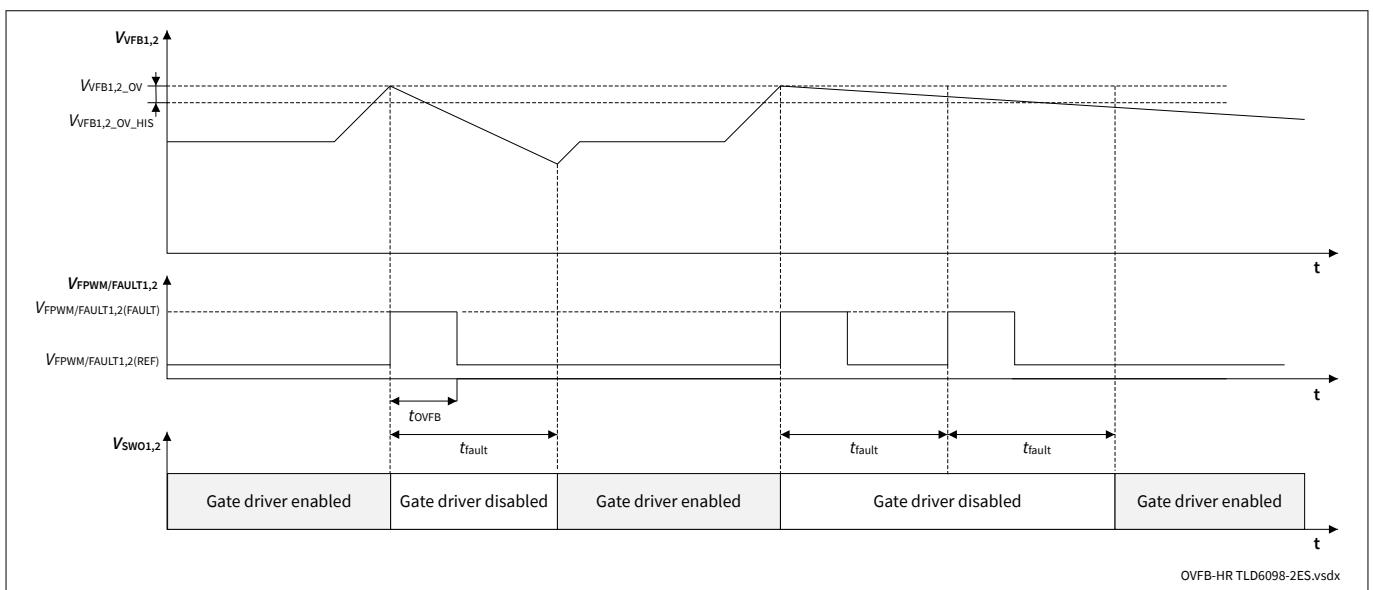 VVFB1,2
VVFB1,2_OV
VVFB1,2_OV_HIS
t
VFPWM/FAULT1,2
VFPWM/FAULT1,2(FAULT)
VFPWM/FAULT1,2(REF)
t
tOVFB
VSWO1,2
tfault
tfault
tfault
Gate driver enabled
Gate driver disabled
Gate driver enabled
Gate driver disabled
Gate driver enabled
t
OVFB-HR TLD6098-2ES.vsdx